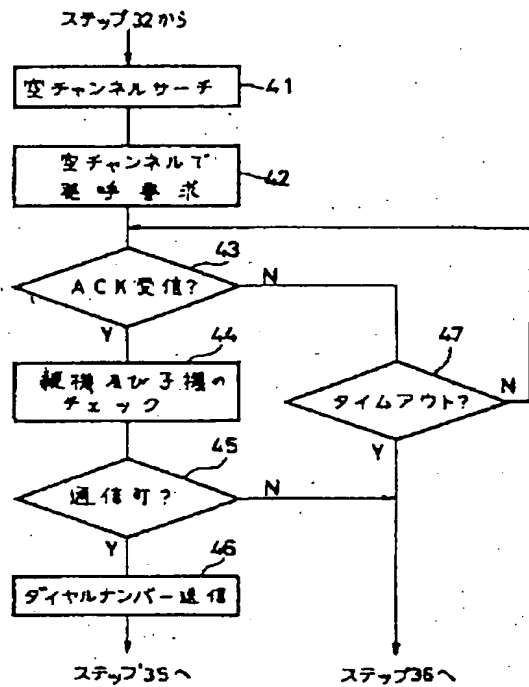 ステップ32から
空チャンネルサーチ
41
空チャンネルで
発呼要求
42
43
ACK受信?
N
Y
44
親機及び子機の
チェック
47
タイムアウト?
N
Y
45
通信可?
N
Y
46
ダイヤルナンバー送信
ステップ35へ
ステップ36へ